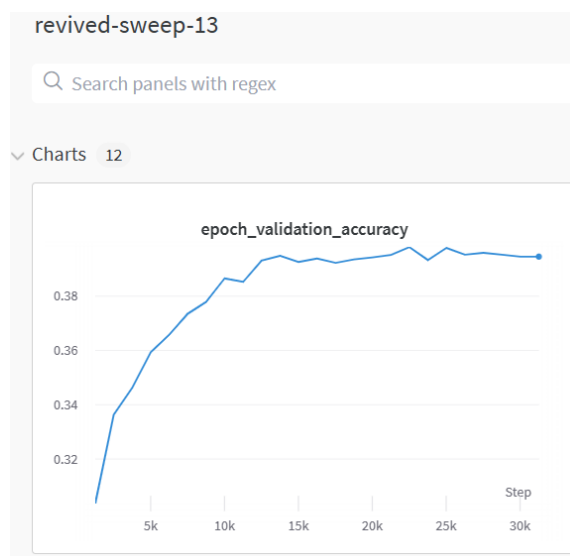 revived-sweep-13
Search panels with regex
Charts 12
epoch_validation_accuracy
0.38
0.36
0.34
0.32
Step
5k 10k 15k 20k 25k 30k